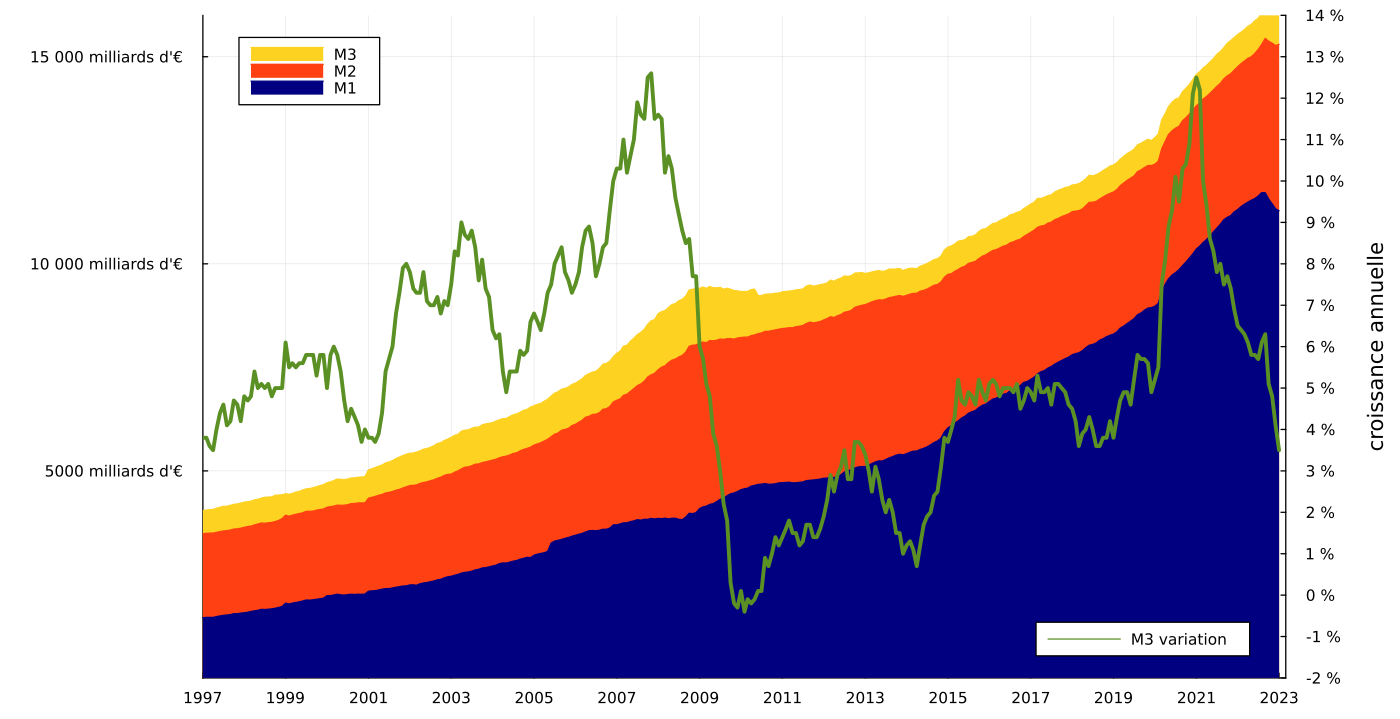 15 000 milliards d'€
10 000 milliards d'€
5000 milliards d'€
M3
M2
M1
14 %
13 %
12 %
11 %
10 %
9 %
8 %
7 %
6 %
5 %
4 %
3 %
2 %
1 %
0 %
-1 %
-2 %
croissance annuelle
M3 variation
1997 1999 2001 2003 2005 2007 2009 2011 2013 2015 2017 2019 2021 2023